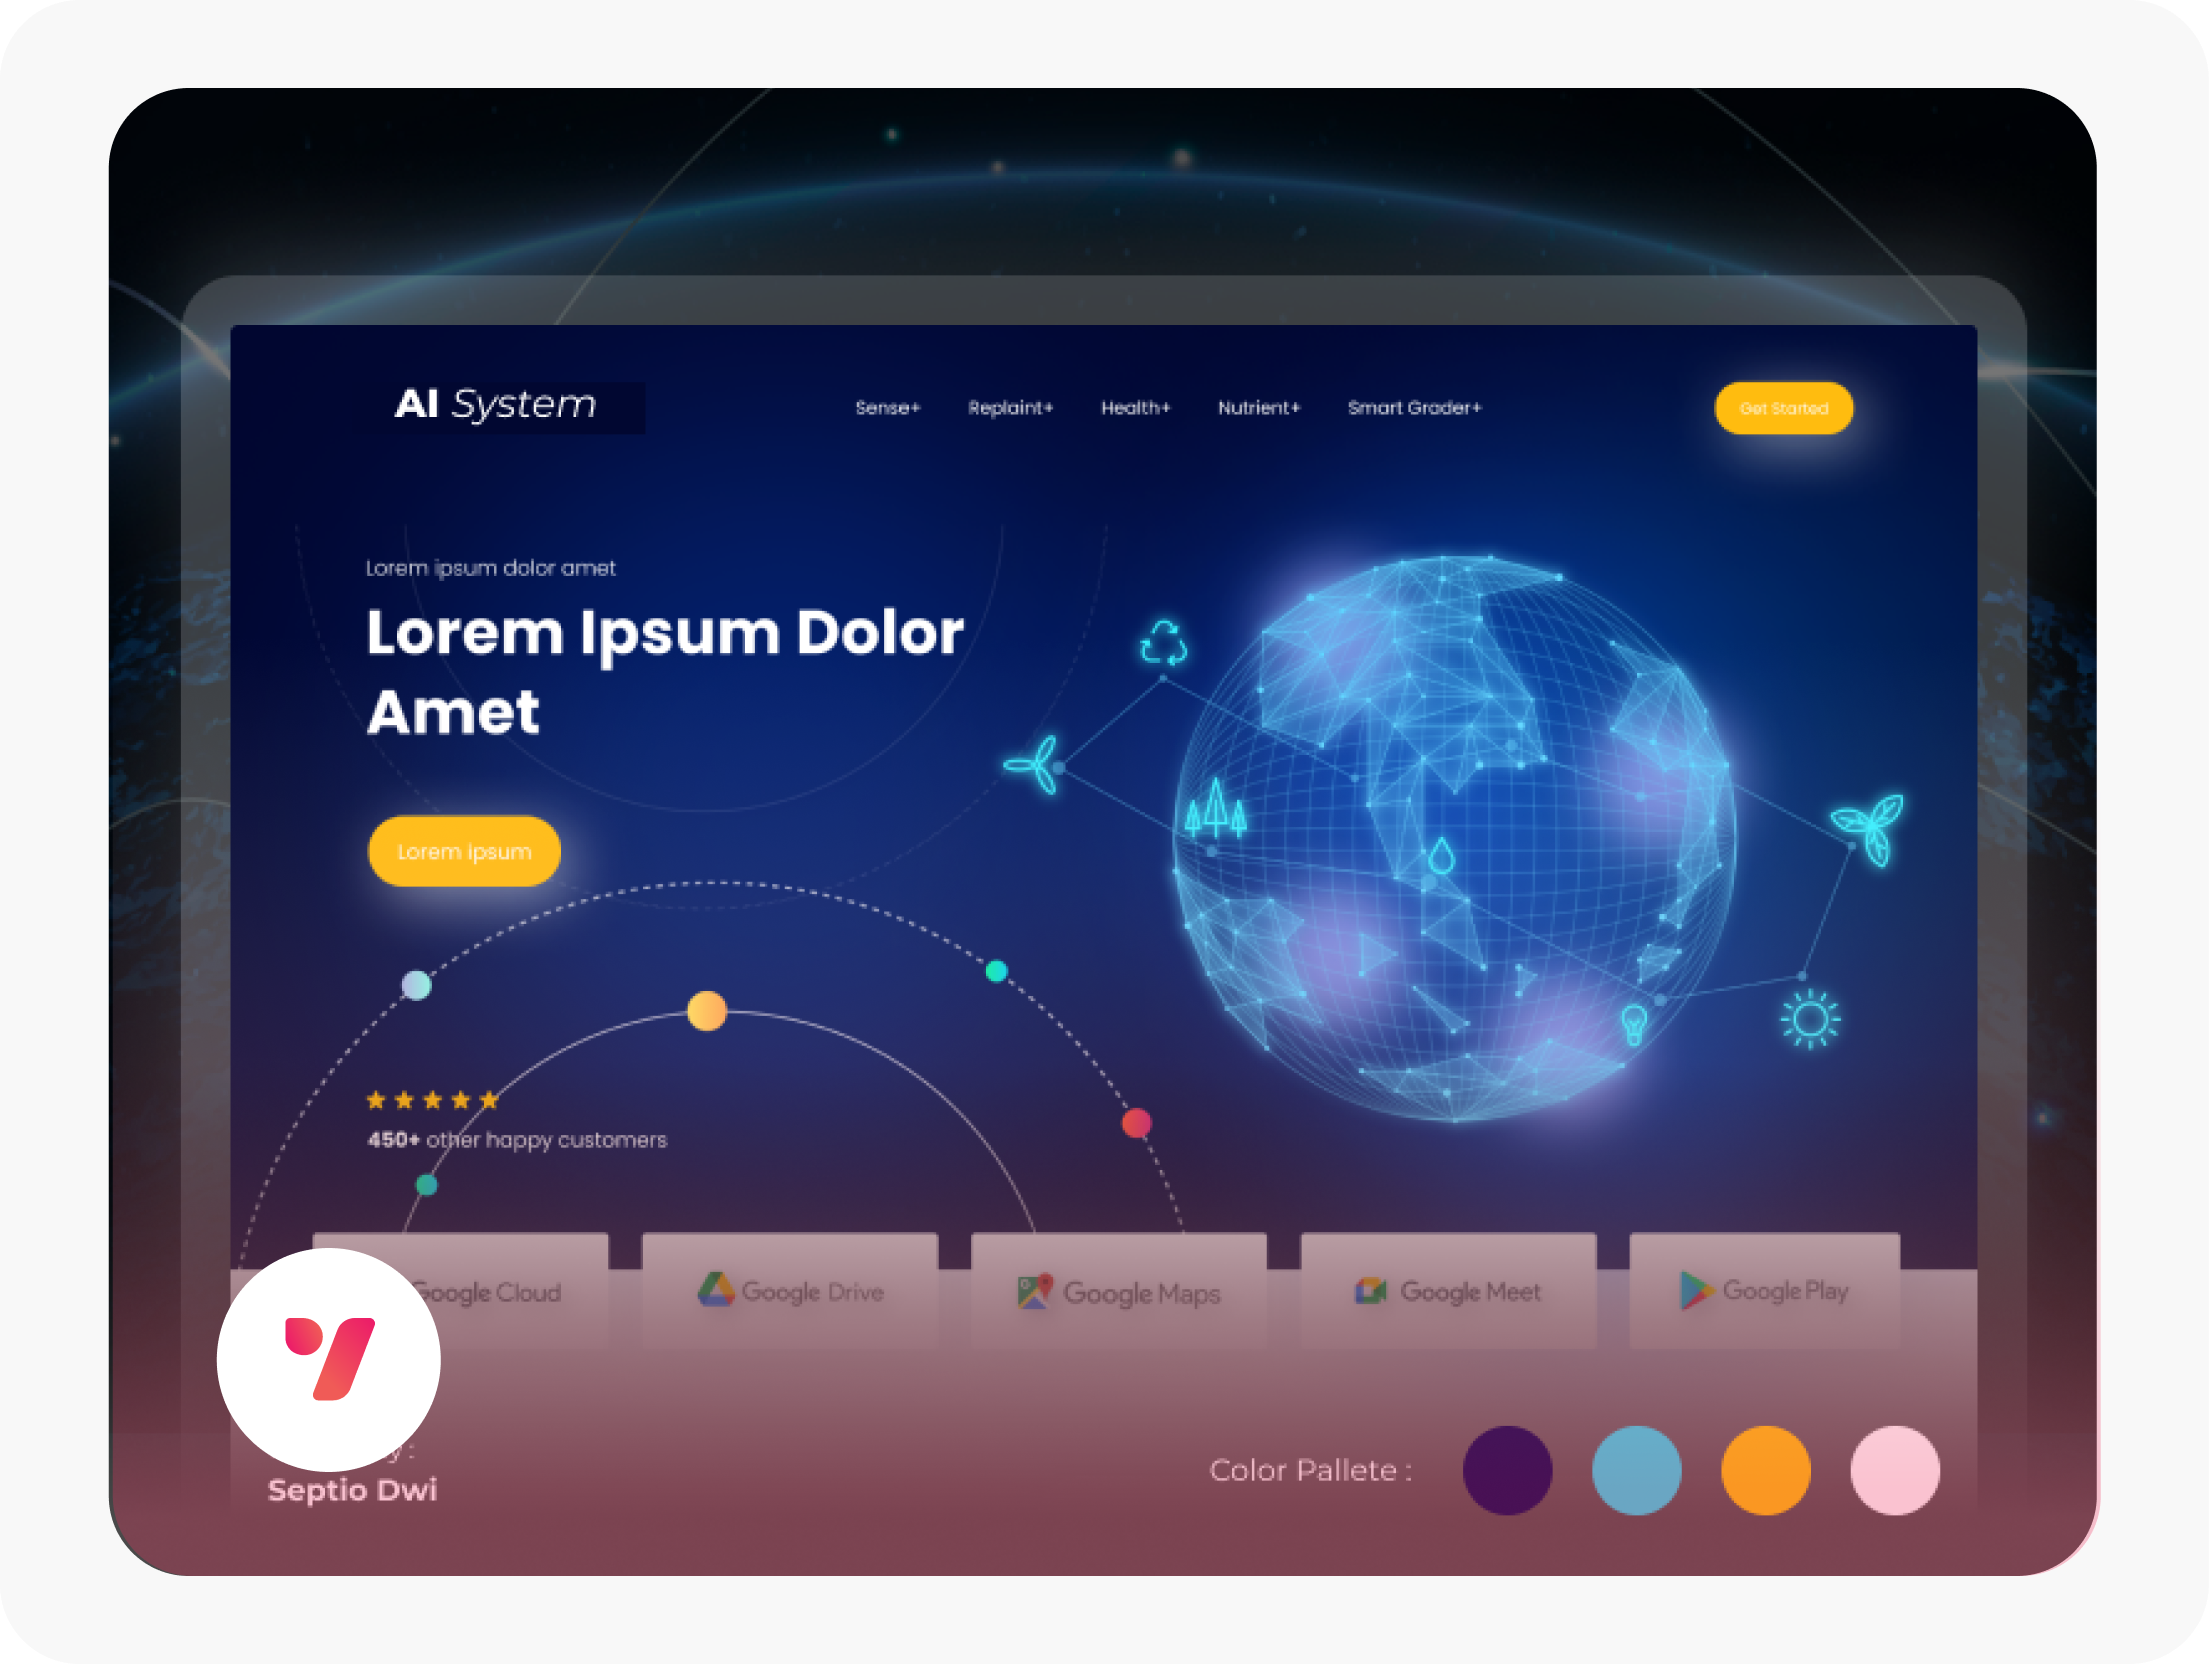 AI System
Sense+
Replaint+
Health+
Nutrient+
Smart Grader+
Get Started
Lorem ipsum dolor amet
Lorem Ipsum Dolor
Amet
Lorem ipsum
450+ other happy customers
Google Cloud
Google Drive
Google Maps
Google Meet
Google Play
y :
Septio Dwi
Color Pallete :